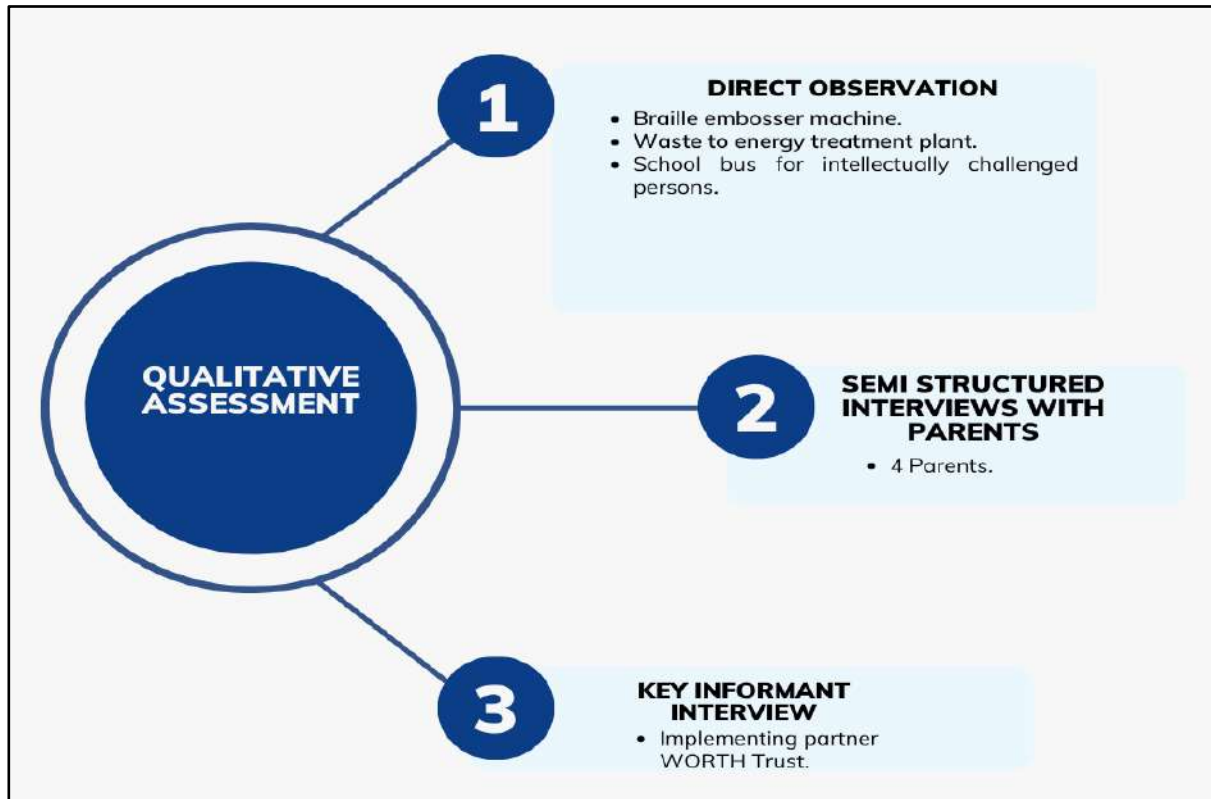 1
DIRECT OBSERVATION
• Braille embosser machine.
• Waste to energy treatment plant.
• School bus for intellectually challenged
persons.
QUALITATIVE
ASSESSMENT
2
SEMI STRUCTURED
INTERVIEWS WITH
PARENTS
• 4 Parents.
3
KEY INFORMANT
INTERVIEW
• Implementing partner
WORTH Trust.